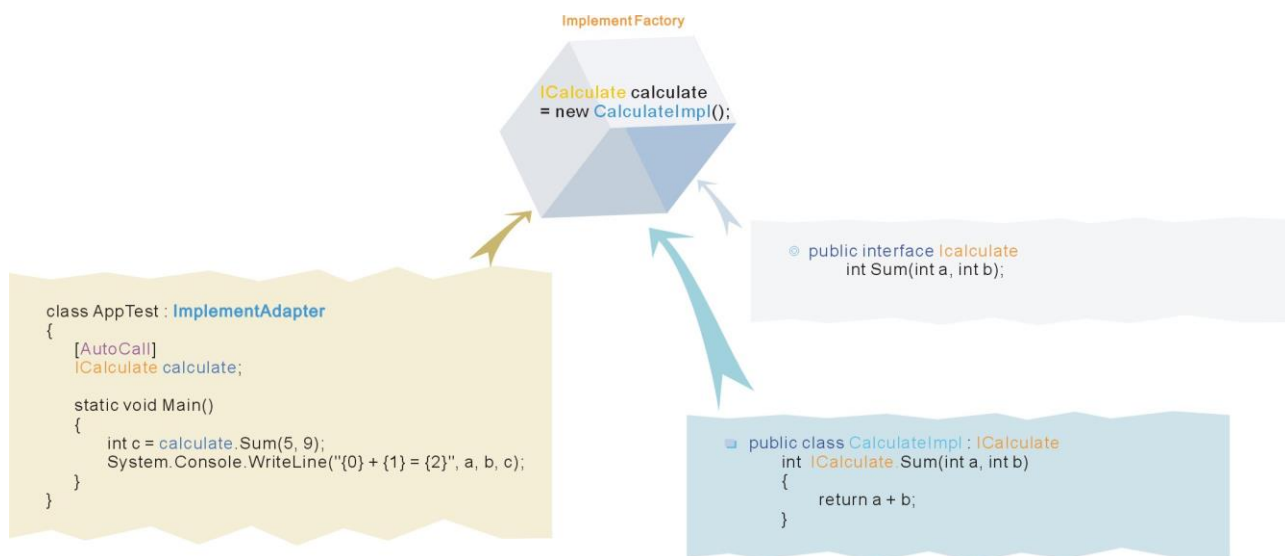 Implement Factory
ICalculate calculate
= new CalculateImpl();
public interface Icalculate
int Sum(int a, int b);
class AppTest : ImplementAdapter
{
[AutoCall]
ICalculate calculate;
static void Main()
{
int c = calculate.Sum(5, 9);
System.Console.WriteLine("{0} + {1} = {2}", a, b, c);
}
}
public class CalculateImpl : ICalculate
int ICalculate.Sum(int a, int b)
{
return a + b;
}